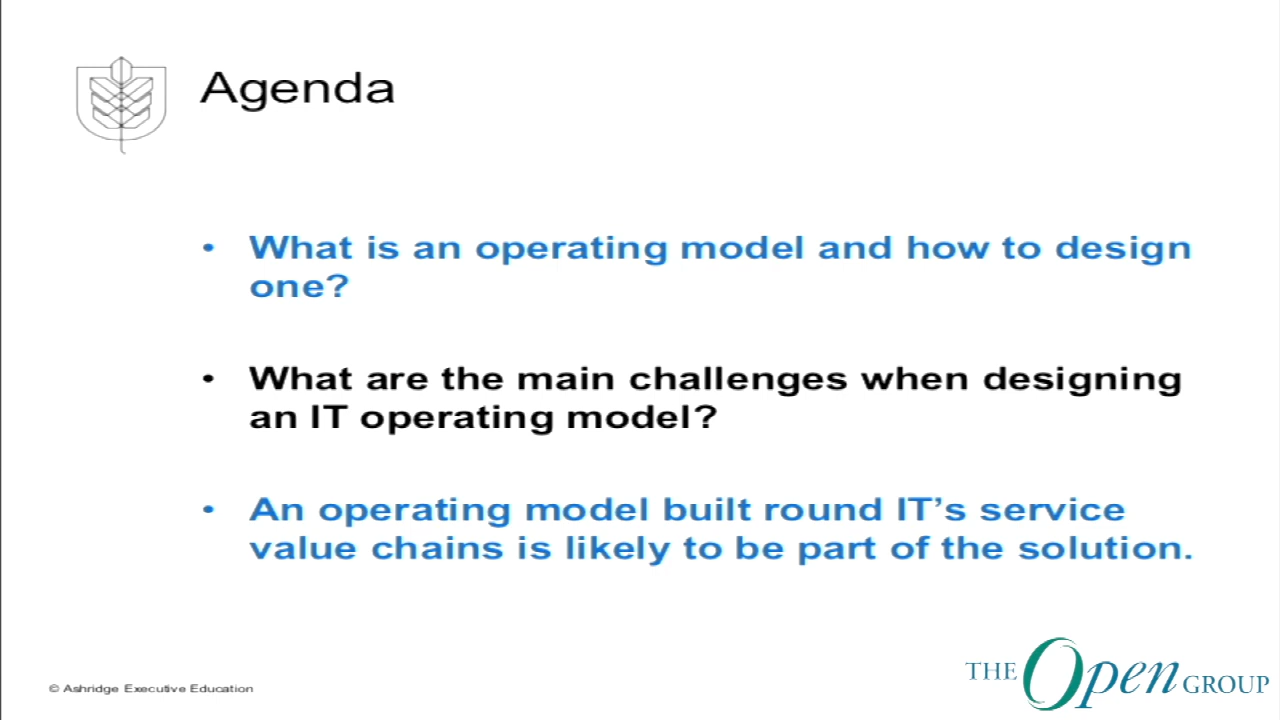 Agenda
• What is an operating model and how to design
one?
• What are the main challenges when designing
an IT operating model?
• An operating model built round IT’s service
value chains is likely to be part of the solution.
© Ashridge Executive Education
THE Open GROUP